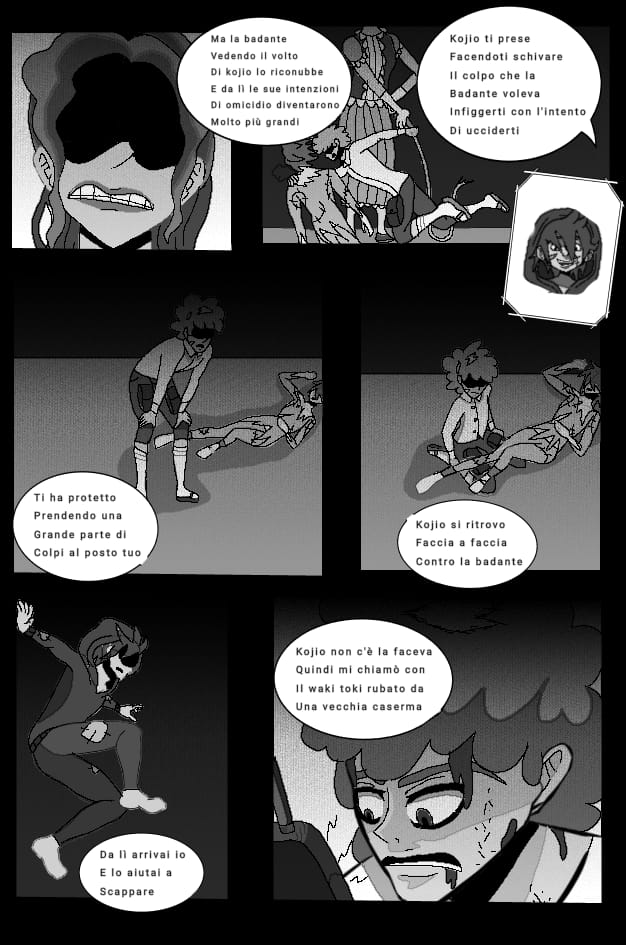 Ma la badante
Vedendo il volto
Di kojio lo riconubbe
E da lì le sue intenzioni
Di omicidio diventarono
Molto più grandi
Kojio ti prese
Facendoti schivare
Il colpo che la
Badante voleva
Infiggerti con l'intento
Di ucciderti
Ti ha protetto
Prendendo una
Grande parte di
Colpi al posto tuo
Kojio si ritrovo
Faccia a faccia
Contro la badante
Kojio non c'è la faceva
Quindi mi chiamò con
Il waki toki rubato da
Una vecchia caserma
Da lì arrivai io
E lo aiutai a
Scappare